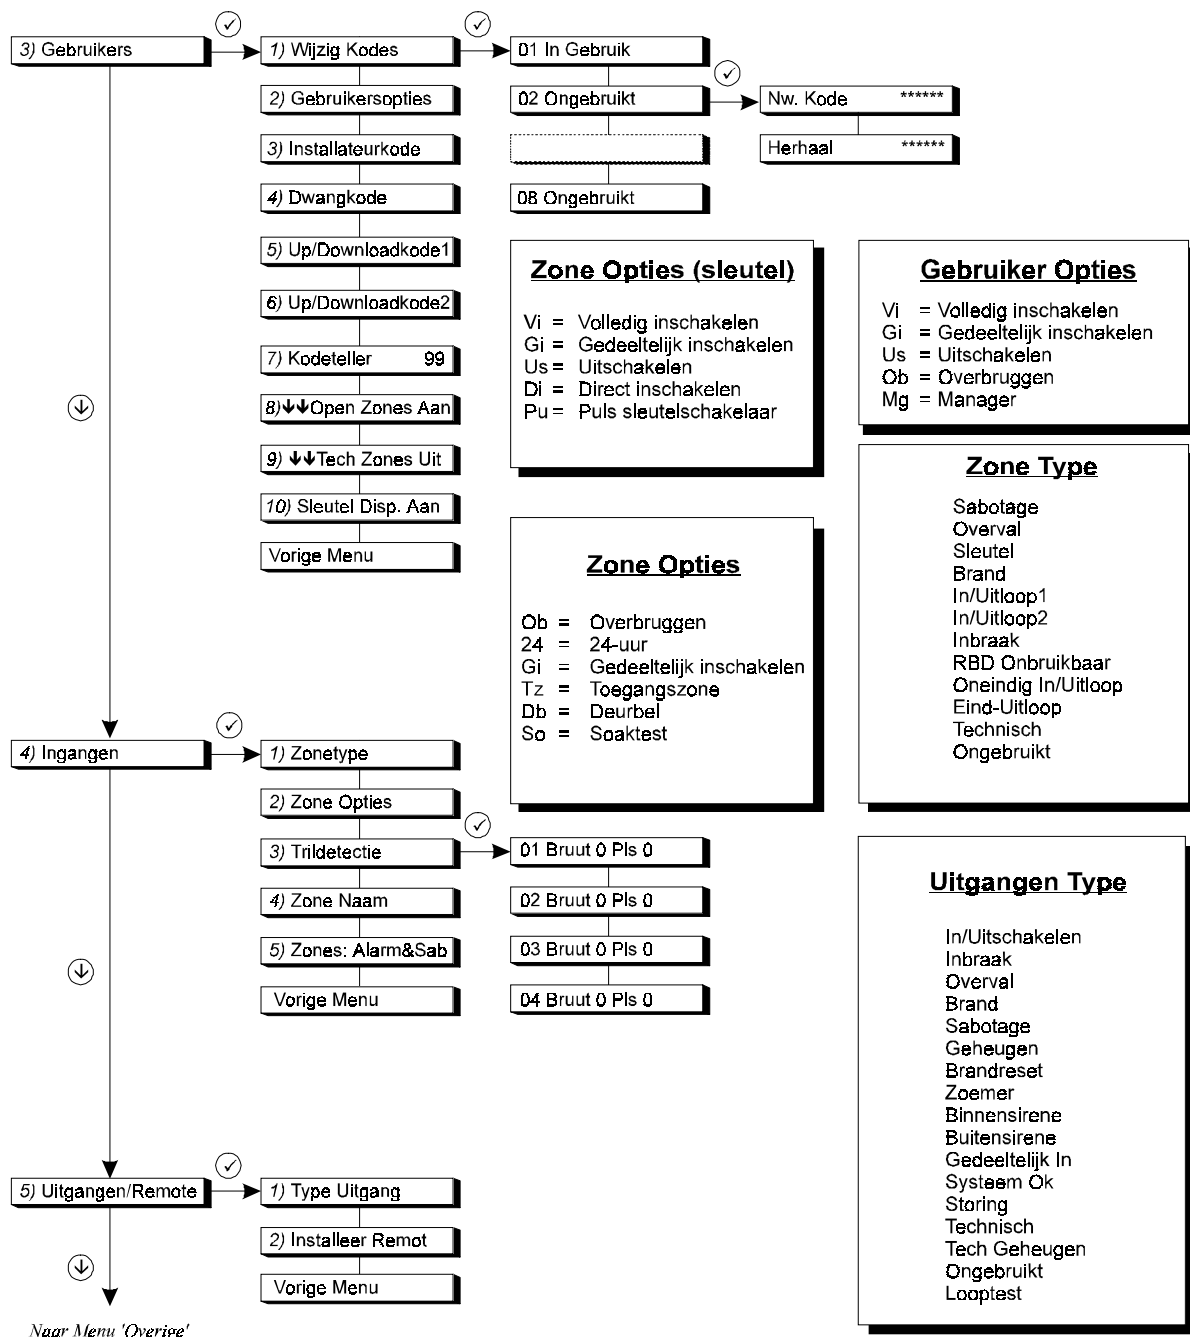 3) Gebruikers
1) Wijzig Kodes
01 In Gebruik
2) Gebruikersopties
02 Ongebruikt
Nw. Kode ******
3) Installateurkode
Herhaal ******
4) Dwangkode
08 Ongebruikt
5) Up/Downloadkode1
6) Up/Downloadkode2
7) Kodeteller 99
8)↓↓Open Zones Aan
9) ↓↓Tech Zones Uit
10) Sleutel Disp. Aan
Vorige Menu
Zone Opties (sleutel)
Vi = Volledig inschakelen
Gi = Gedeeltelijk inschakelen
Us = Uitschakelen
Di = Direct inschakelen
Pu = Puls sleutelschakelaar
Gebruiker Opties
Vi = Volledig inschakelen
Gi = Gedeeltelijk inschakelen
Us = Uitschakelen
Ob = Overbruggen
Mg = Manager
Zone Opties
Ob = Overbruggen
24 = 24-uur
Gi = Gedeeltelijk inschakelen
Tz = Toegangszone
Db = Deurbel
So = Soaktest
Zone Type
Sabotage
Overval
Sleutel
Brand
In/Uitloop1
In/Uitloop2
Inbraak
RBD Onbruikbaar
Oneindig In/Uitloop
Eind-Uitloop
Technisch
Ongebruikt
4) Ingangen
1) Zonetype
2) Zone Opties
3) Trildetectie
01 Bruut 0 Pls 0
4) Zone Naam
02 Bruut 0 Pls 0
5) Zones: Alarm&Sab
03 Bruut 0 Pls 0
Vorige Menu
04 Bruut 0 Pls 0
Uitgangen Type
In/Uitschakelen
Inbraak
Overval
Brand
Sabotage
Geheugen
Brandreset
Zoemer
Binnensirene
Buitensirene
Gedeeltelijk In
Systeem Ok
Storing
Technisch
Tech Geheugen
Ongebruikt
Looptest
5) Uitgangen/Remote
1) Type Uitgang
2) Installeer Remot
Vorige Menu
Naar Menu 'Overige'